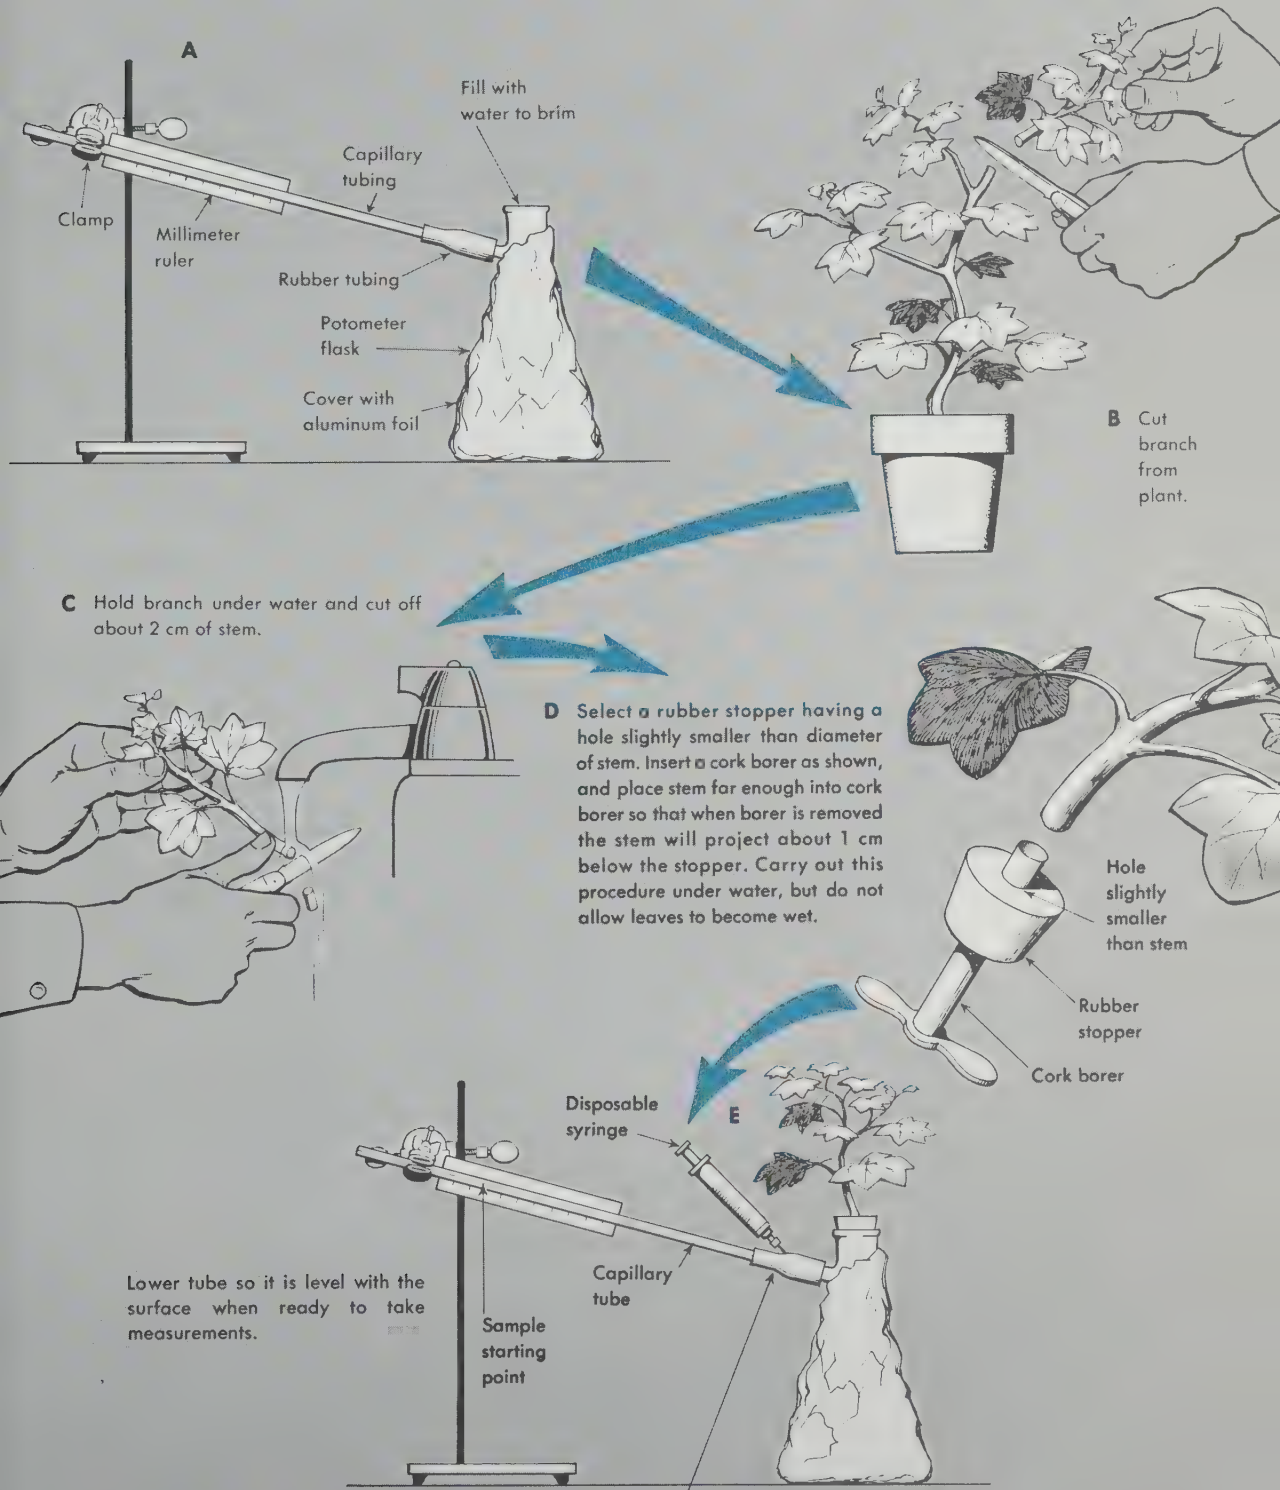 A
Fill with
water to brim
Capillary
tubing
Clamp
Millimeter
ruler
Rubber tubing
Potometer
flask
Cover with
aluminum foil
B Cut
branch
from
plant.
C Hold branch under water and cut off
about 2 cm of stem.
D Select a rubber stopper having a
hole slightly smaller than diameter
of stem. Insert a cork borer as shown,
and place stem far enough into cork
borer so that when borer is removed
the stem will project about 1 cm
below the stopper. Carry out this
procedure under water, but do not
allow leaves to become wet.
Hole
slightly
smaller
than stem
Rubber
stopper
Cork borer
E
Disposable
syringe
Capillary
tube
Lower tube so it is level with the
surface when ready to take
measurements.
Sample
starting
point